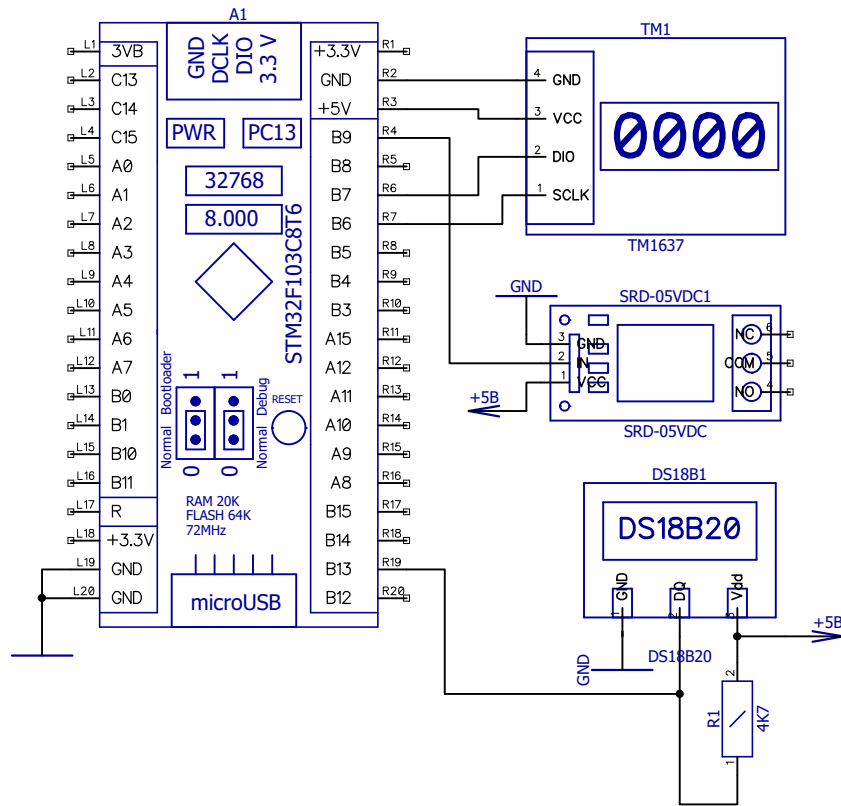 A1
GND
DCLK
DIO
3.3 V
PWR
PC13
32768
8.000
STM32F103C8T6
L1 3VB
L2 C13
L3 C14
L4 C15
L5 A0
L6 A1
L7 A2
L8 A3
L9 A4
L10 A5
L11 A6
L12 A7
L13 B0
L14 B1
L15 B10
L16 B11
L17 R
L18 +3.3V
L19 GND
L20 GND
+3.3V R1
GND R2
+5V R3
B9 R4
B8 R5
B7 R6
B6 R7
B5 R8
B4 R9
B3 R10
A15 R11
A12 R12
A11 R13
A10 R14
A9 R15
A8 R16
B15 R17
B14 R18
B13 R19
B12 R20
Normal Bootloader
1 1
0 0
Normal Debug
RESET
RAM 20K
FLASH 64K
72MHz
microUSB
TM1
4 GND
3 VCC
2 DIO
1 SCLK
0000
TM1637
GND
SRD-05VDC1
3 GND
2 IN
1 VCC
NC 6
COM 5
NO 4
+5В
SRD-05VDC
DS18B1
DS18B20
GND 1
DQ 2
Vdd 3
GND
DS18B20
+5В
2
R1
4K7
1